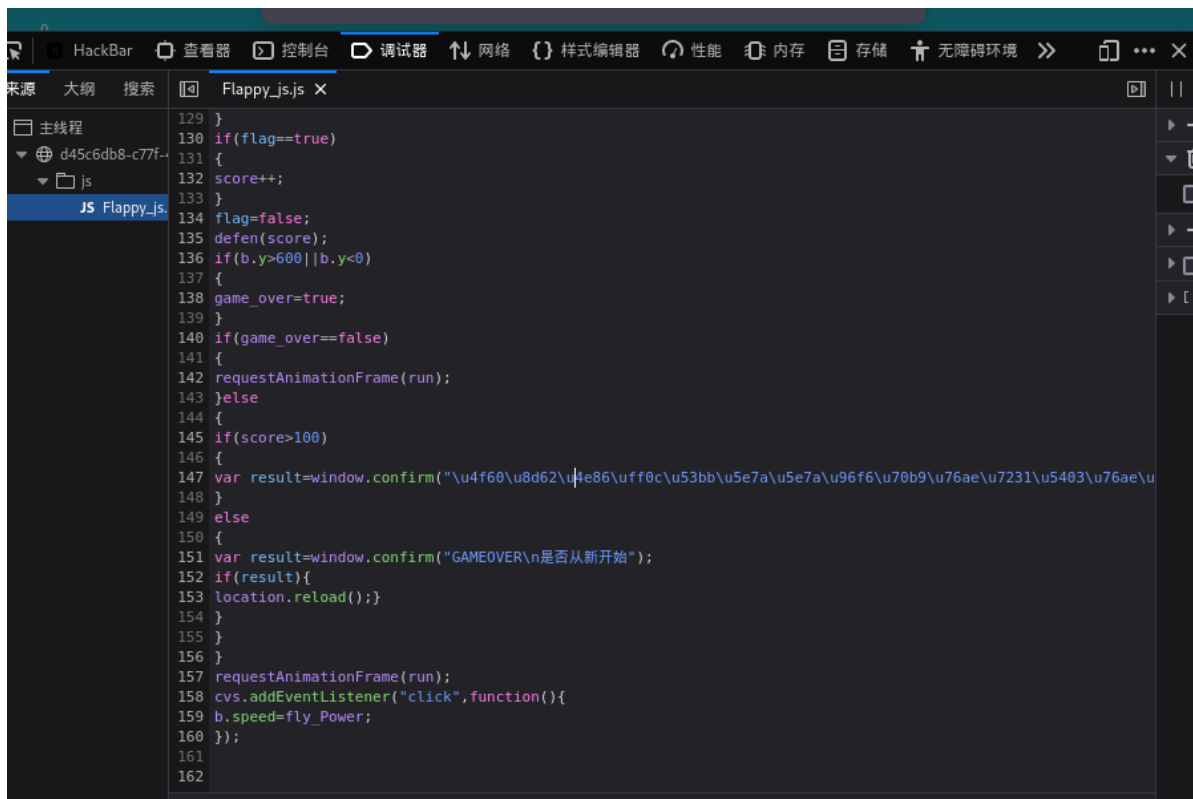 HackBar 查看器 控制台 调试器 网络 {} 样式编辑器 性能 内存 存储 无障碍环境
来源 大纲 搜索 Flappy_js.js
主线程
d45c6db8-c77f-
js
JS Flappy_js.
129 }
130 if(flag==true)
131 {
132 score++;
133 }
134 flag=false;
135 defen(score);
136 if(b.y>600||b.y<0)
137 {
138 game_over=true;
139 }
140 if(game_over==false)
141 {
142 requestAnimationFrame(run);
143 }else
144 {
145 if(score>100)
146 {
147 var result=window.confirm("\u4f60\u8d62\u4e86\uff0c\u53bb\u5e7a\u5e7a\u96f6\u70b9\u76ae\u7231\u5403\u76ae\u
148 }
149 else
150 {
151 var result=window.confirm("GAMEOVER\n是否从新开始");
152 if(result){
153 location.reload();}
154 }
155 }
156 }
157 requestAnimationFrame(run);
158 cvs.addEventListener("click",function(){
159 b.speed=fly_Power;
160 });
161
162